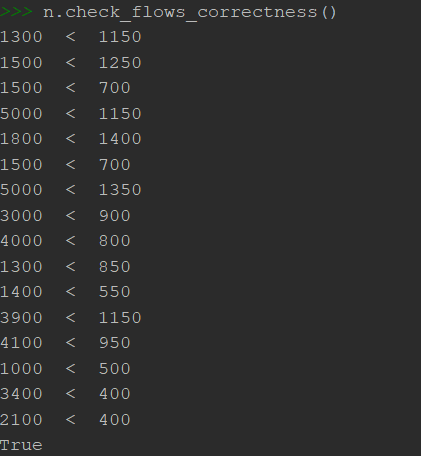 >>> n.check_flows_correctness()
1300  <  1150
1500  <  1250
1500  <  700
5000  <  1150
1800  <  1400
1500  <  700
5000  <  1350
3000  <  900
4000  <  800
1300  <  850
1400  <  550
3900  <  1150
4100  <  950
1000  <  500
3400  <  400
2100  <  400
True